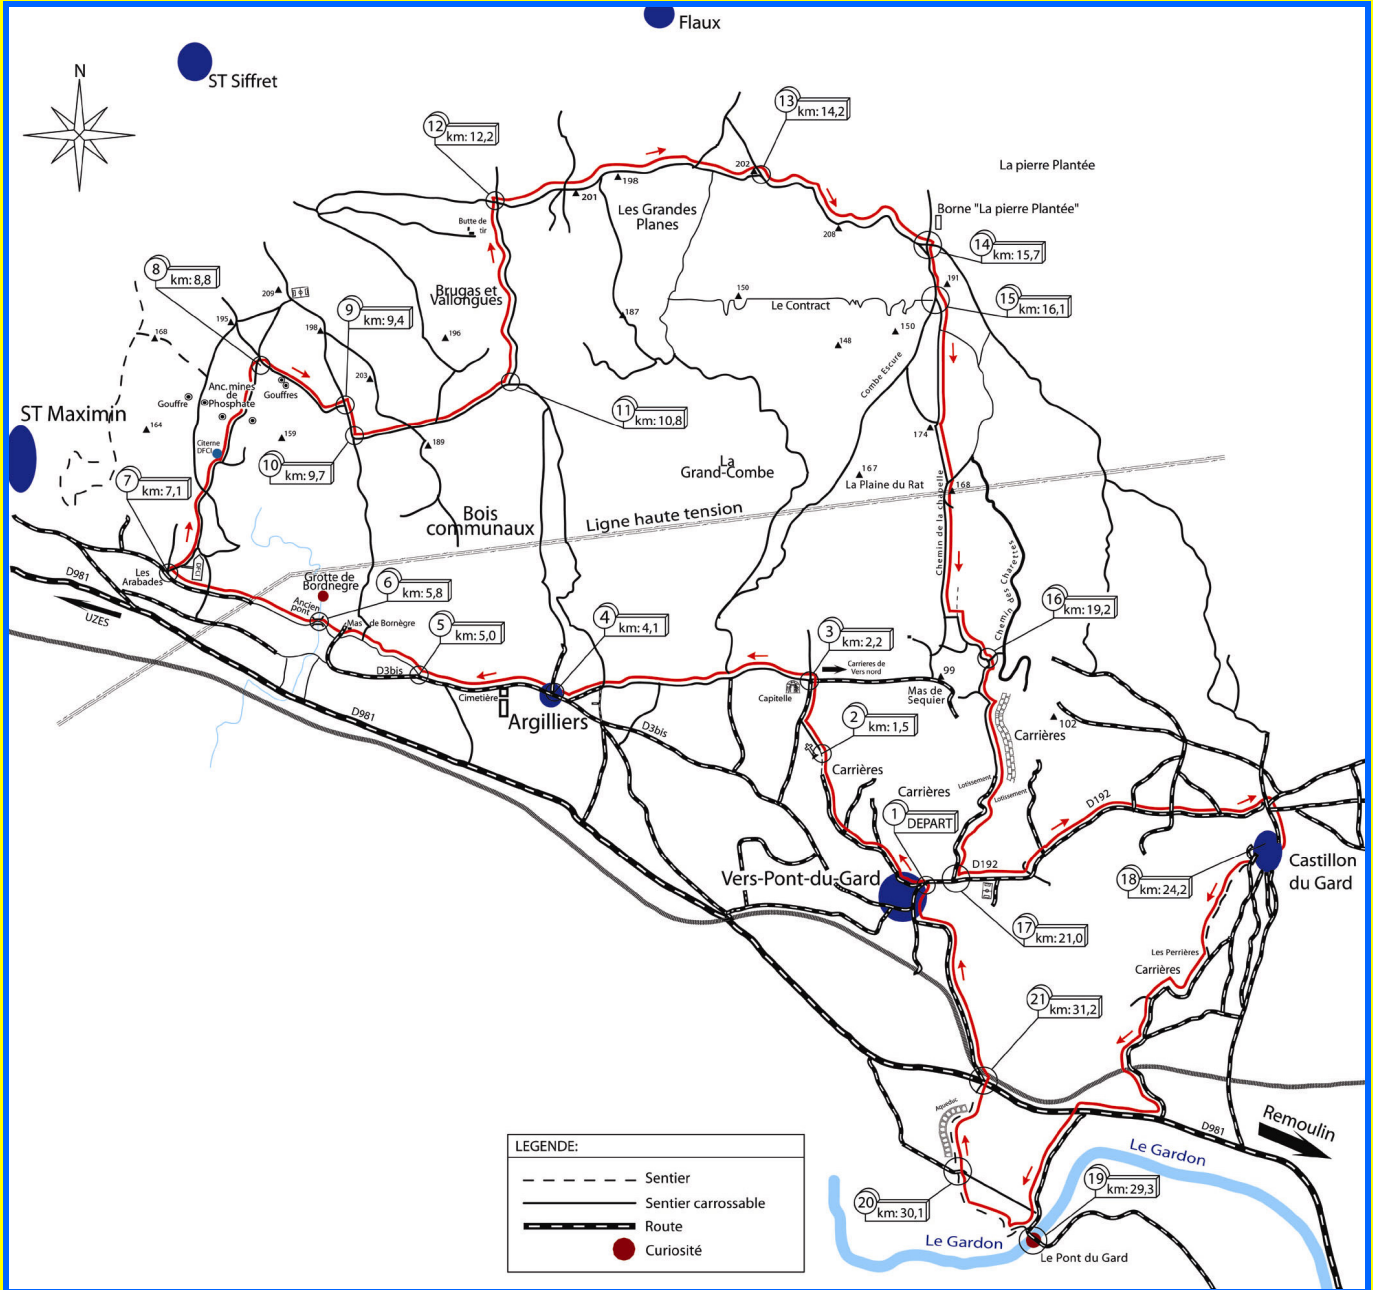 Flaux
ST Siffret
N
13
km: 14,2
12
km: 12,2
La pierre Plantée
202
198
201
Les Grandes
Planes
Borne "La pierre Plantée"
Butte de
tir
208
14
km: 15,7
8
km: 8,8
209
191
15
km: 16,1
Brugas et
Vallongues
150
Le Contract
9
km: 9,4
195
198
187
168
196
150
148
Combe Escure
203
Anc.mines
de
Phosphate
Gouffres
Gouffre
ST Maximin
11
km: 10,8
164
159
189
174
Citerne
DFCI
10
km: 9,7
La
Grand-Combe
167
La Plaine du Rat
7
km: 7,1
168
Bois
communaux
Ligne haute tension
Chemin de la chapelle
Chemin des Charettes
Les
Arabades
DFCI
D981
UZES
Grotte de
Bordnegre
6
km: 5,8
Ancien
pont
Mas de Bornègre
16
km: 19,2
5
km: 5,0
4
km: 4,1
3
km: 2,2
Carrieres de
Vers nord
99
D3bis
Cimetière
Capitelle
Mas de
Sequier
D981
Argilliers
D3bis
2
km: 1,5
102
Carrières
Carrières
Carrières
Lotissement
Lotissement
D192
1
DEPART
D192
Vers-Pont-du-Gard
18
km: 24,2
Castillon
du Gard
17
km: 21,0
Les Perrières
Carrières
21
km: 31,2
Aqueduc
Remoulin
D981
LEGENDE:
Sentier
Sentier carrossable
Route
Curiosité
Le Gardon
19
km: 29,3
20
km: 30,1
Le Gardon
Le Pont du Gard